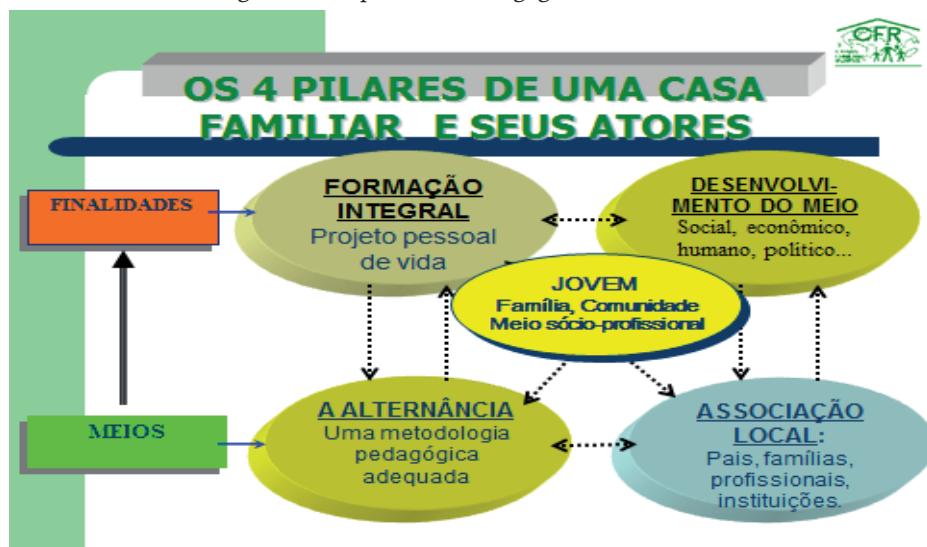 CFR
OS 4 PILARES DE UMA CASA
FAMILIAR E SEUS ATORES
FINALIDADES
FORMAÇÃO
INTEGRAL
Projeto pessoal
de vida
DESENVOLVI-
MENTO DO MEIO
Social, econômico,
humano, político...
JOVEM
Família, Comunidade
Meio sócio-profissional
MEIOS
A ALTERNÂNCIA
Uma metodologia
pedagógica
adequada
ASSOCIAÇÃO
LOCAL:
Pais, famílias,
profissionais,
instituições.